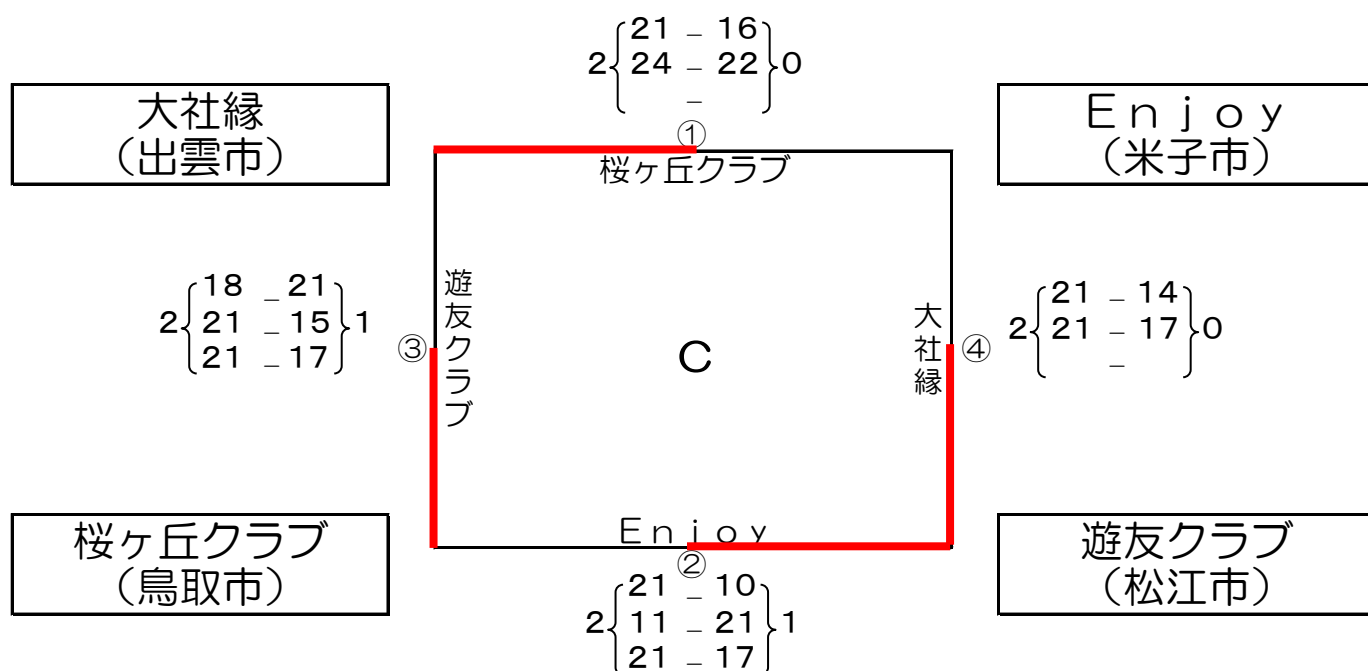 21 － 16
2 24 － 22 0
－
①
大社縁
（出雲市）
Ｅｎｊｏｙ
（米子市）
桜ヶ丘クラブ
18 － 21
2 21 － 15 1
21 － 17
③
遊友クラブ
C
大社縁
④
21 － 14
2 21 － 17 0
－
桜ヶ丘クラブ
（鳥取市）
Ｅｎｊｏｙ
②
遊友クラブ
（松江市）
21 － 10
2 11 － 21 1
21 － 17